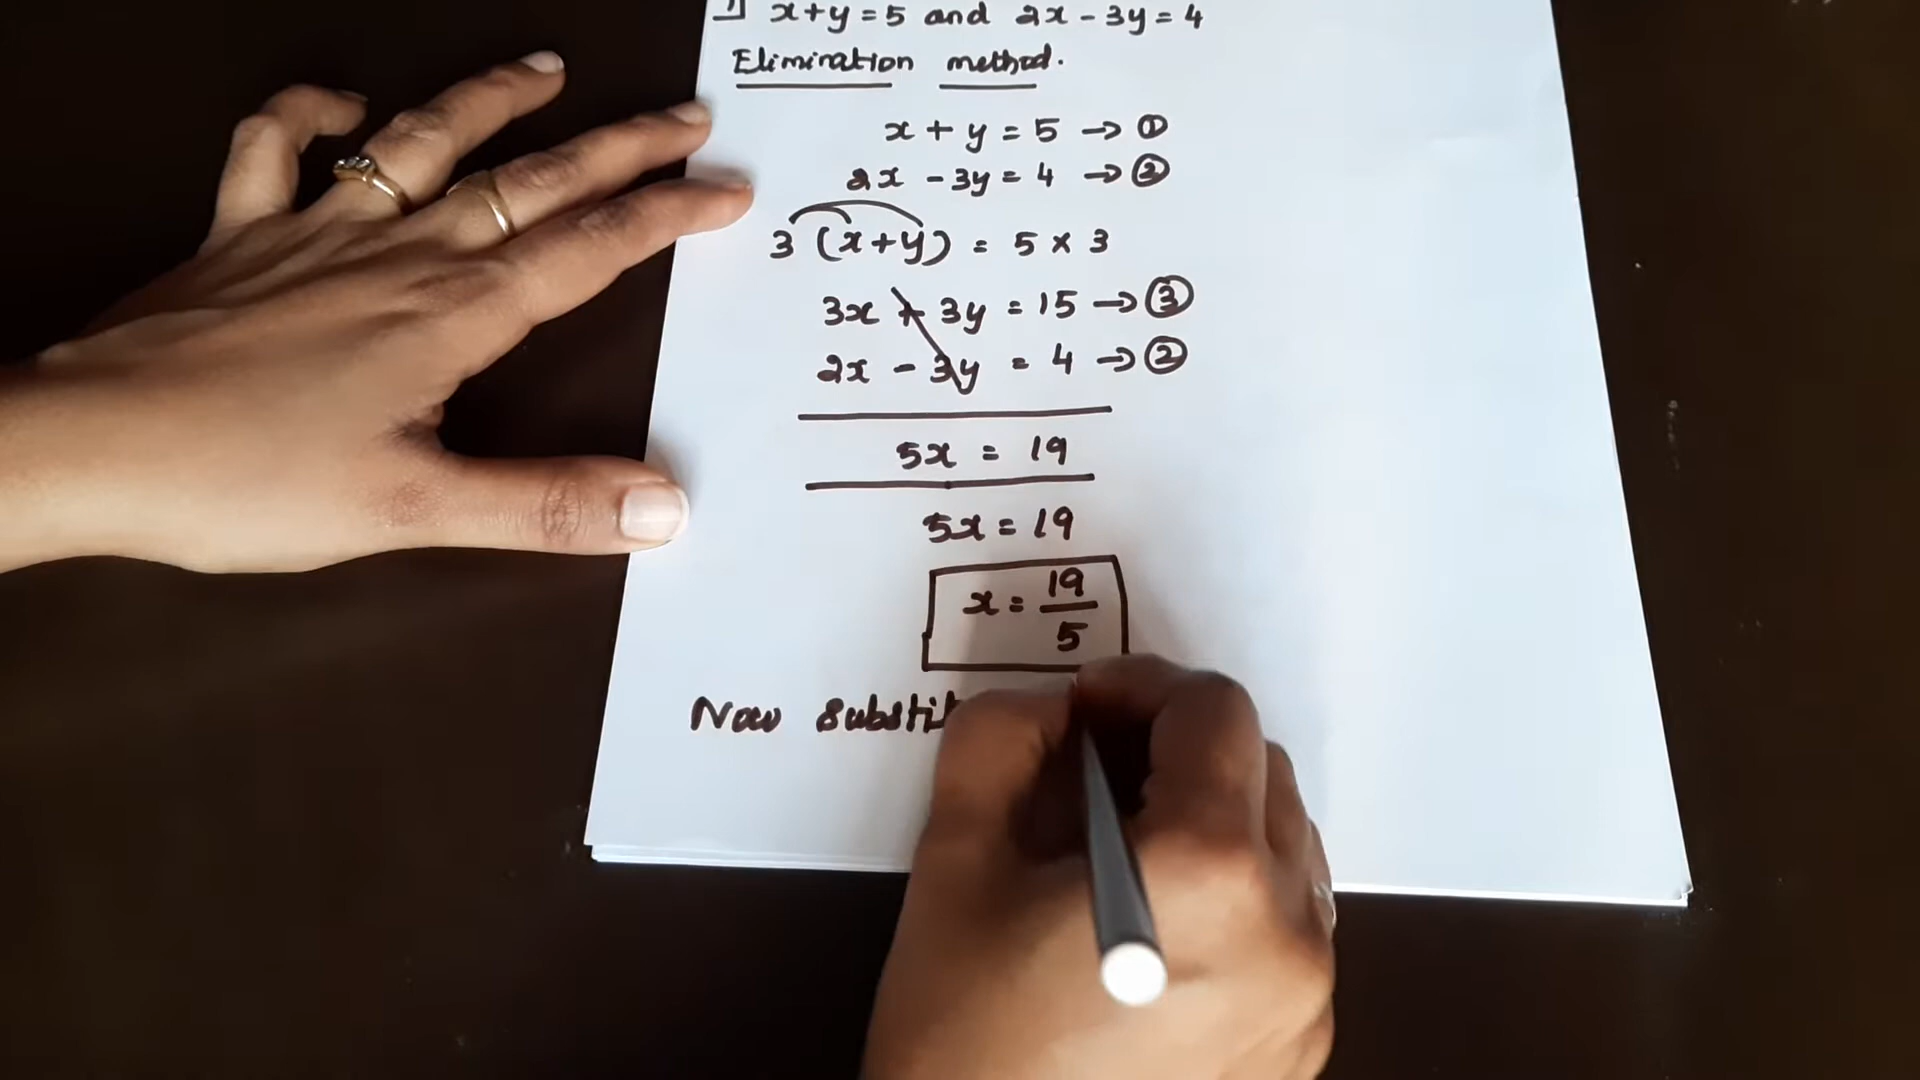 1) x+y=5 and 2x-3y=4
Elimination method.
x + y = 5 → ①
2x - 3y = 4 → ②
3 (x+y) = 5 × 3
3x + 3y = 15 → ③
2x - 3y = 4 → ②
5x = 19
5x = 19
x = 19/5
Now